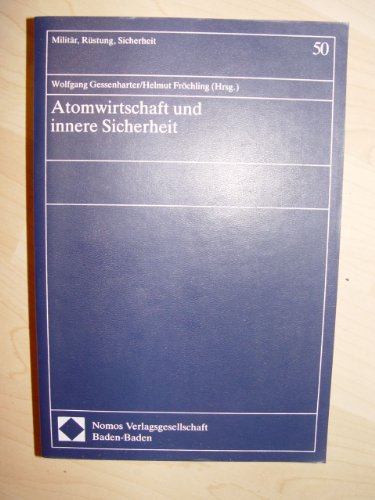 Militär, Rüstung, Sicherheit 50
Wolfgang Gessenharter/Helmut Fröchling (Hrsg.)
Atomwirtschaft und
innere Sicherheit
Nomos Verlagsgesellschaft
Baden-Baden